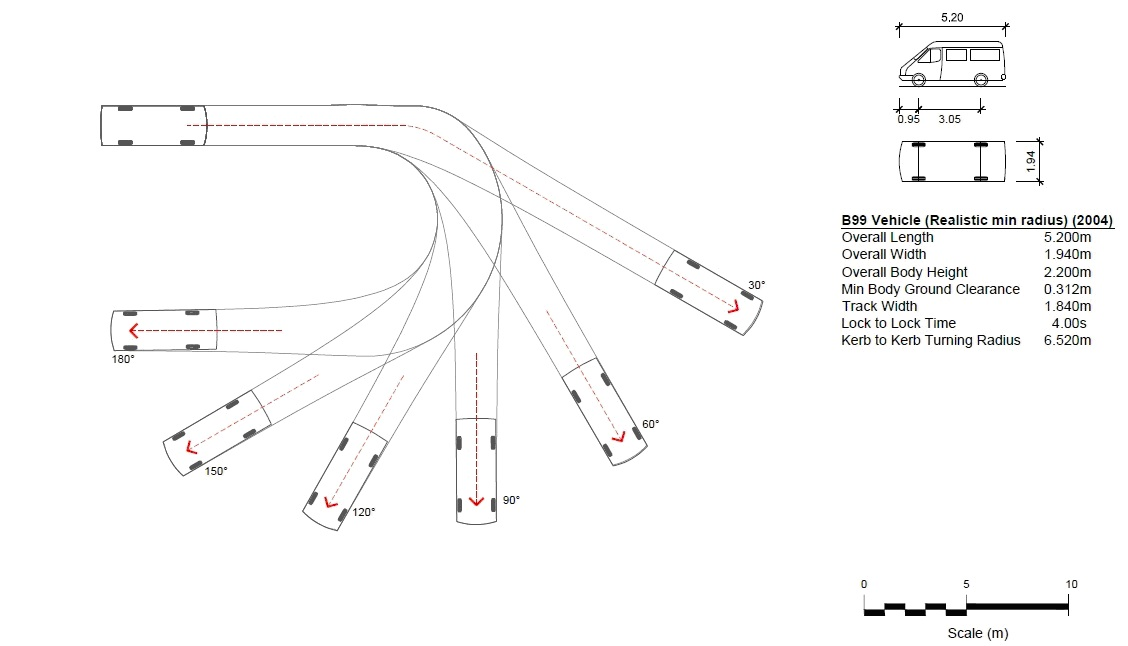 5.20
0.95
3.05
1.94
B99 Vehicle (Realistic min radius) (2004)
Overall Length 5.200m
Overall Width 1.940m
Overall Body Height 2.200m
Min Body Ground Clearance 0.312m
Track Width 1.840m
Lock to Lock Time 4.00s
Kerb to Kerb Turning Radius 6.520m
30°
180°
60°
150°
90°
120°
0 5 10
Scale (m)